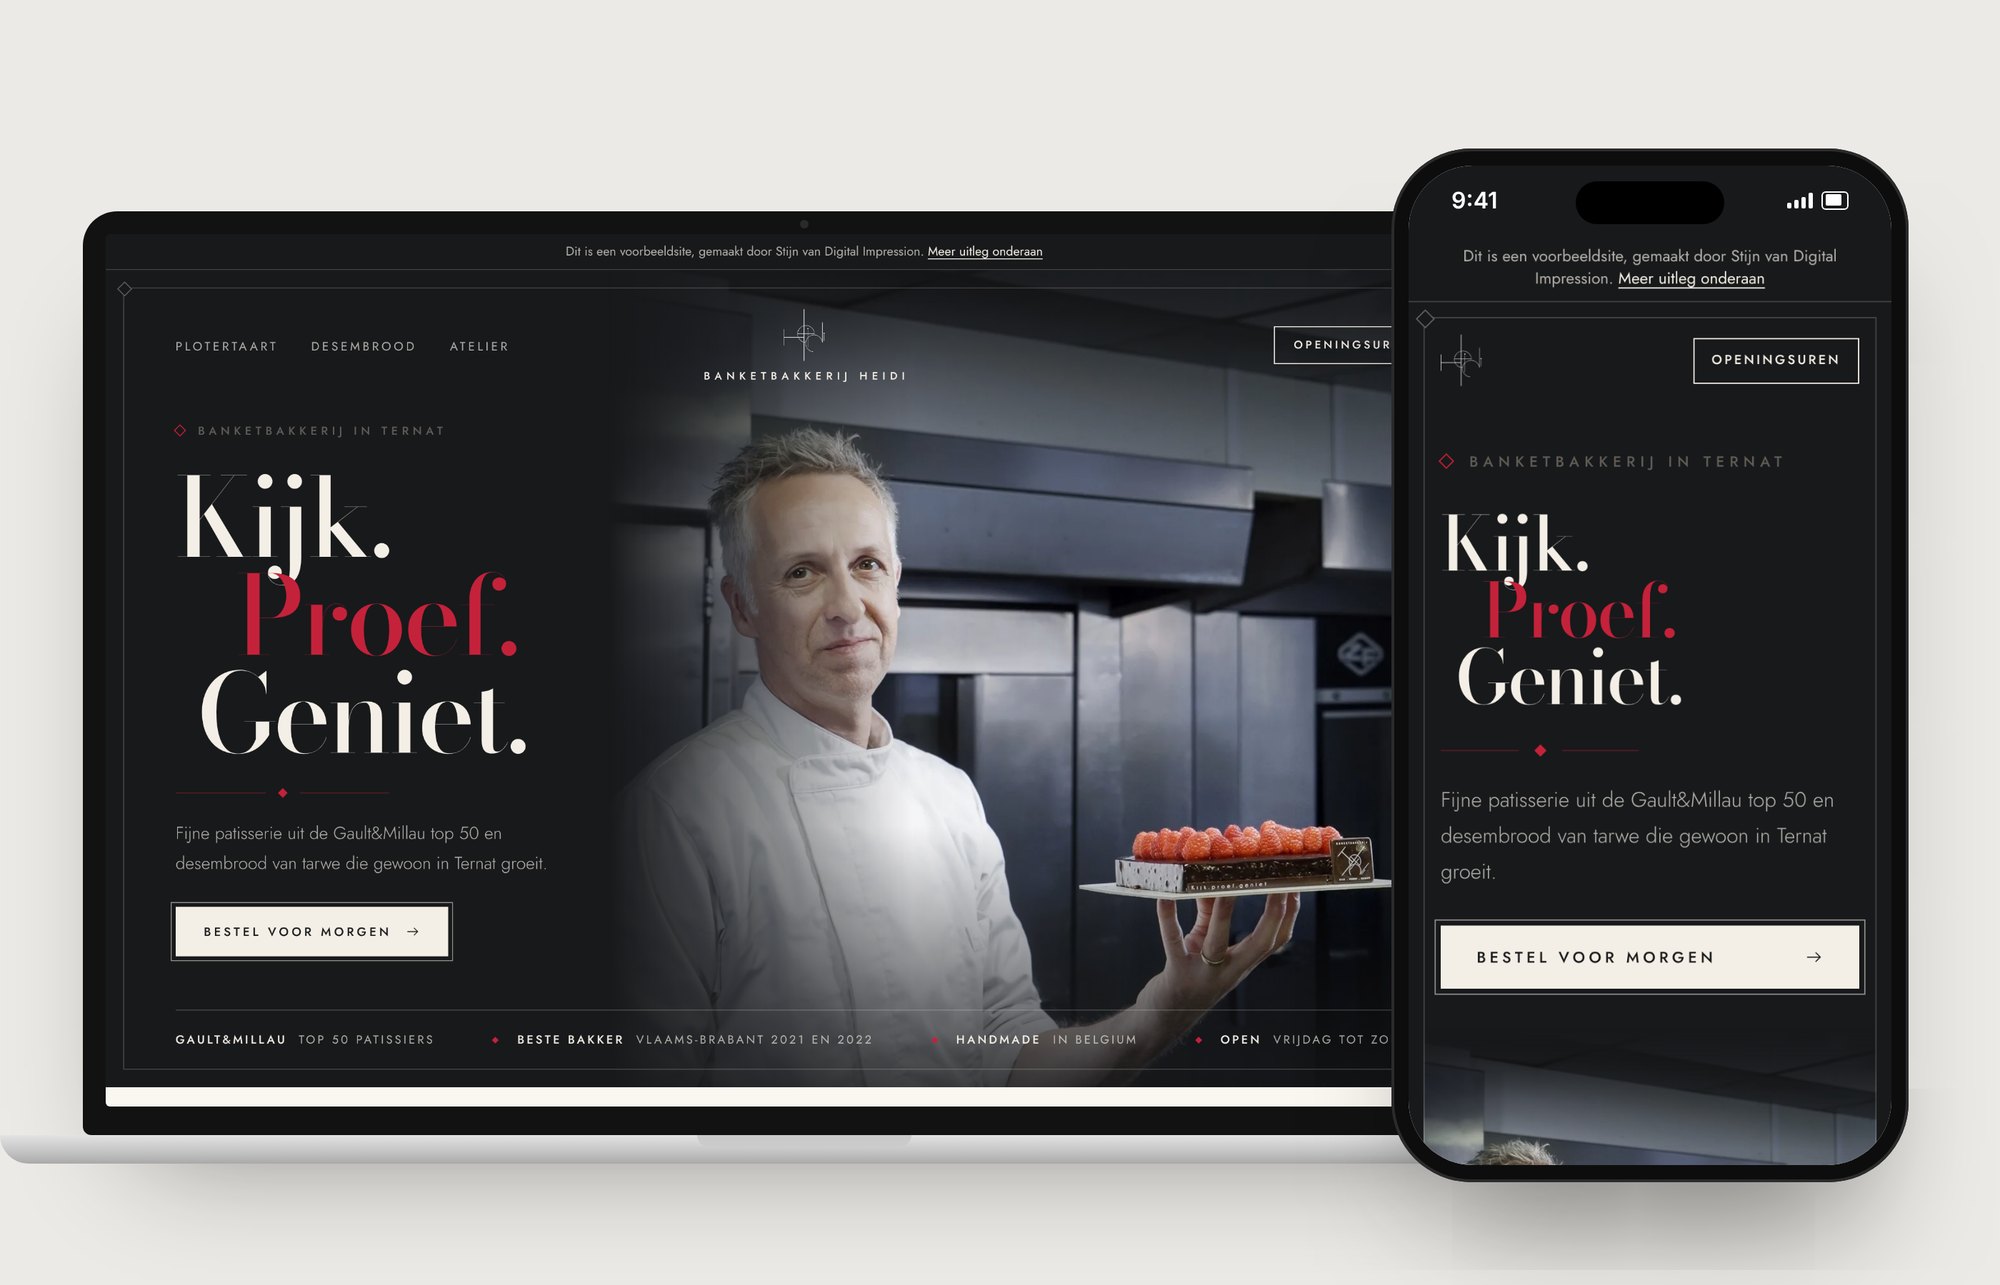 Dit is een voorbeeldsite, gemaakt door Stijn van Digital Impression. Meer uitleg onderaan
PLOTERTAART DESEMBROOD ATELIER
BANKETBAKKERIJ HEIDI
OPENINGSUR
BANKETBAKKERIJ IN TERNAT
Kijk.
Proef.
Geniet.
Fijne patisserie uit de Gault&Millau top 50 en
desembrood van tarwe die gewoon in Ternat groeit.
BESTEL VOOR MORGEN →
Kijk.proef.geniet
GAULT&MILLAU TOP 50 PATISSIERS
BESTE BAKKER VLAAMS-BRABANT 2021 EN 2022
HANDMADE IN BELGIUM
OPEN VRIJDAG TOT ZO
9:41
Dit is een voorbeeldsite, gemaakt door Stijn van Digital
Impression. Meer uitleg onderaan
OPENINGSUREN
BANKETBAKKERIJ IN TERNAT
Kijk.
Proef.
Geniet.
Fijne patisserie uit de Gault&Millau top 50 en
desembrood van tarwe die gewoon in Ternat
groeit.
BESTEL VOOR MORGEN →